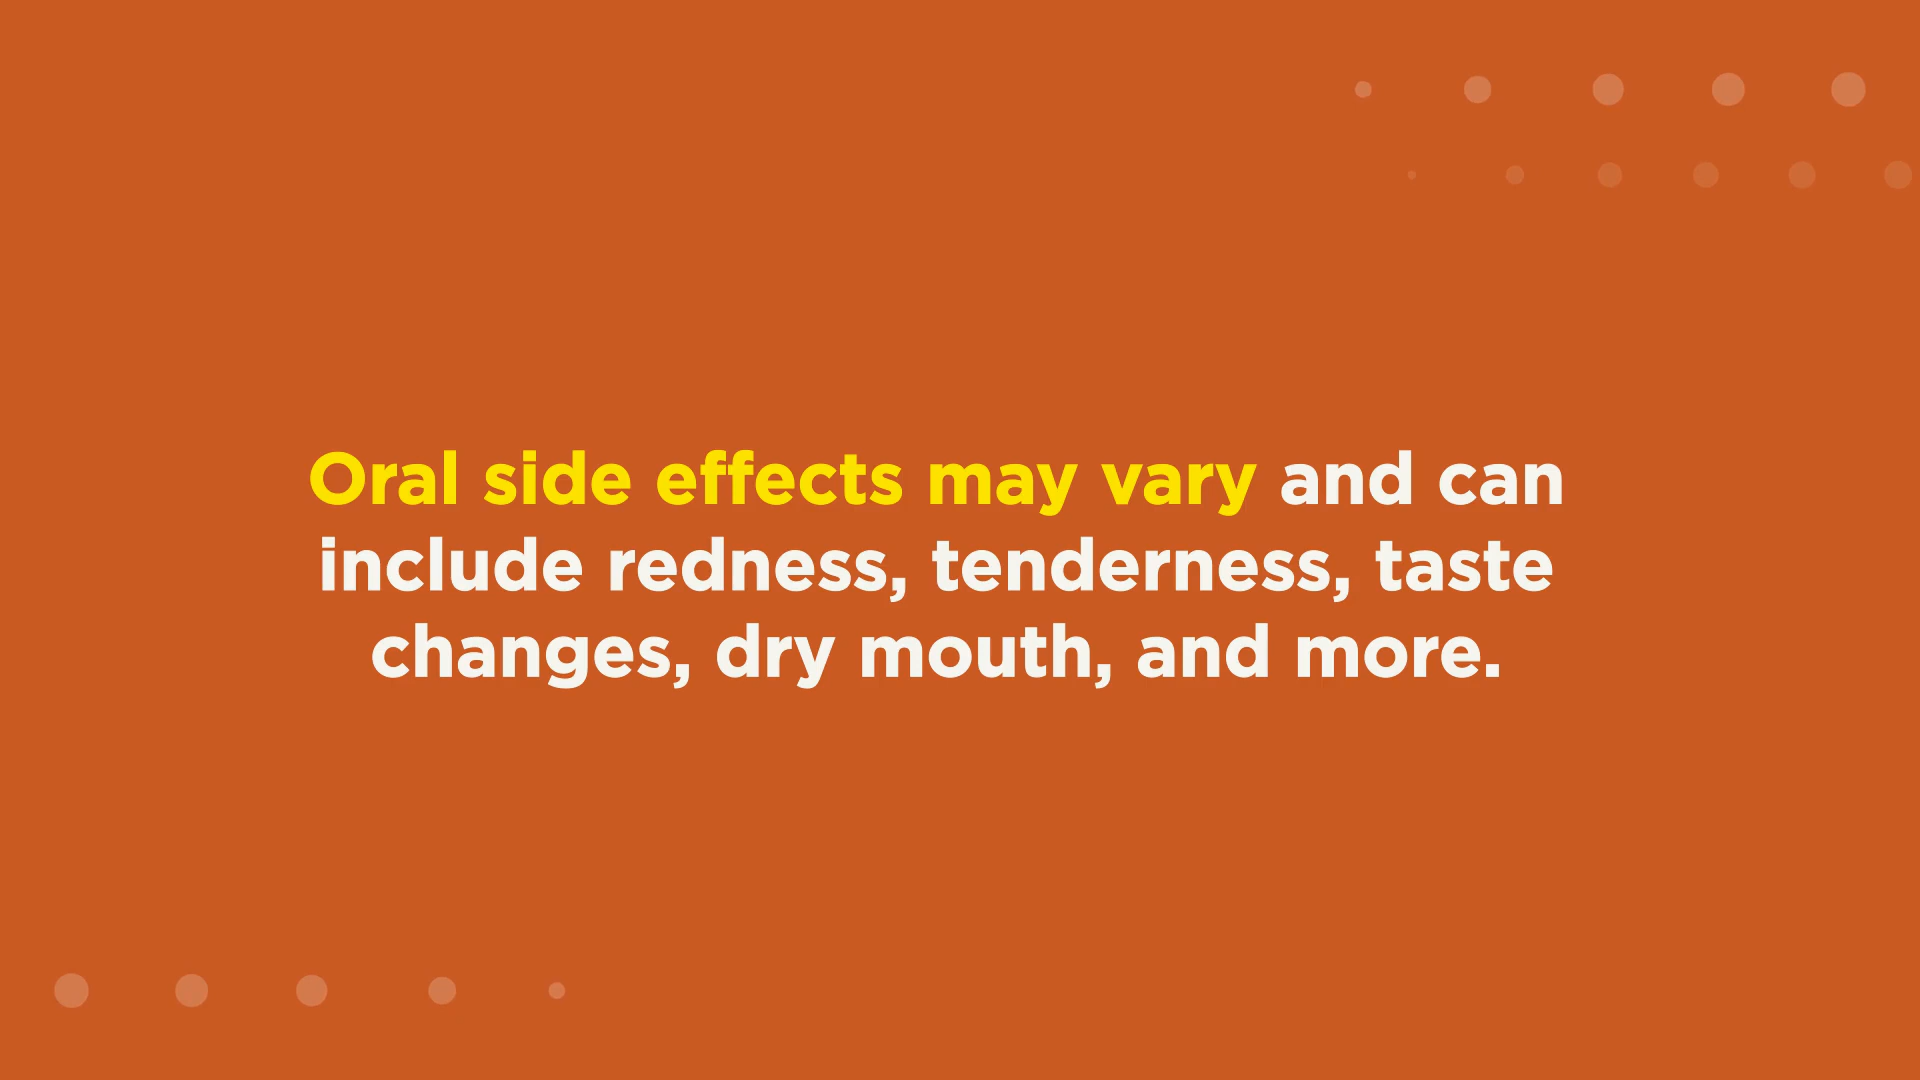 Oral side effects may vary and can
include redness, tenderness, taste
changes, dry mouth, and more.